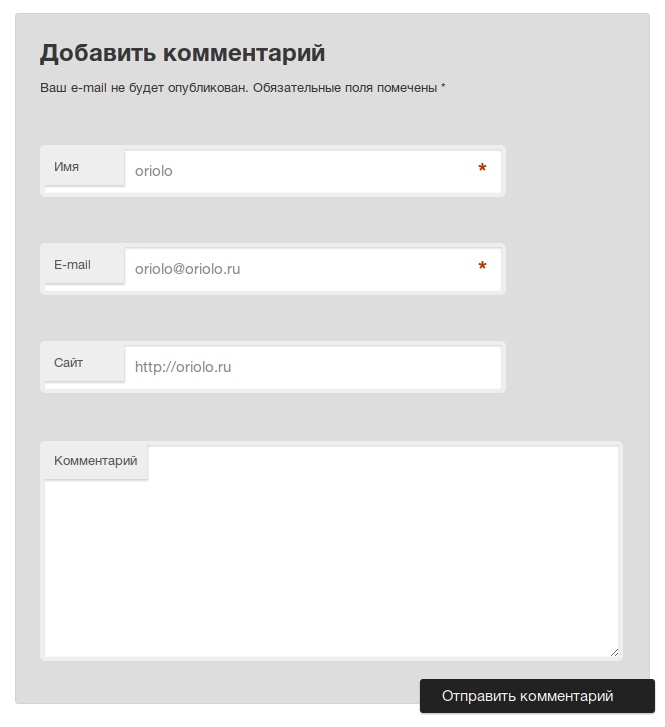 Добавить комментарий
Ваш e-mail не будет опубликован. Обязательные поля помечены *
Имя oriolo *
E-mail oriolo@oriolo.ru *
Сайт http://oriolo.ru
Комментарий
Отправить комментарий